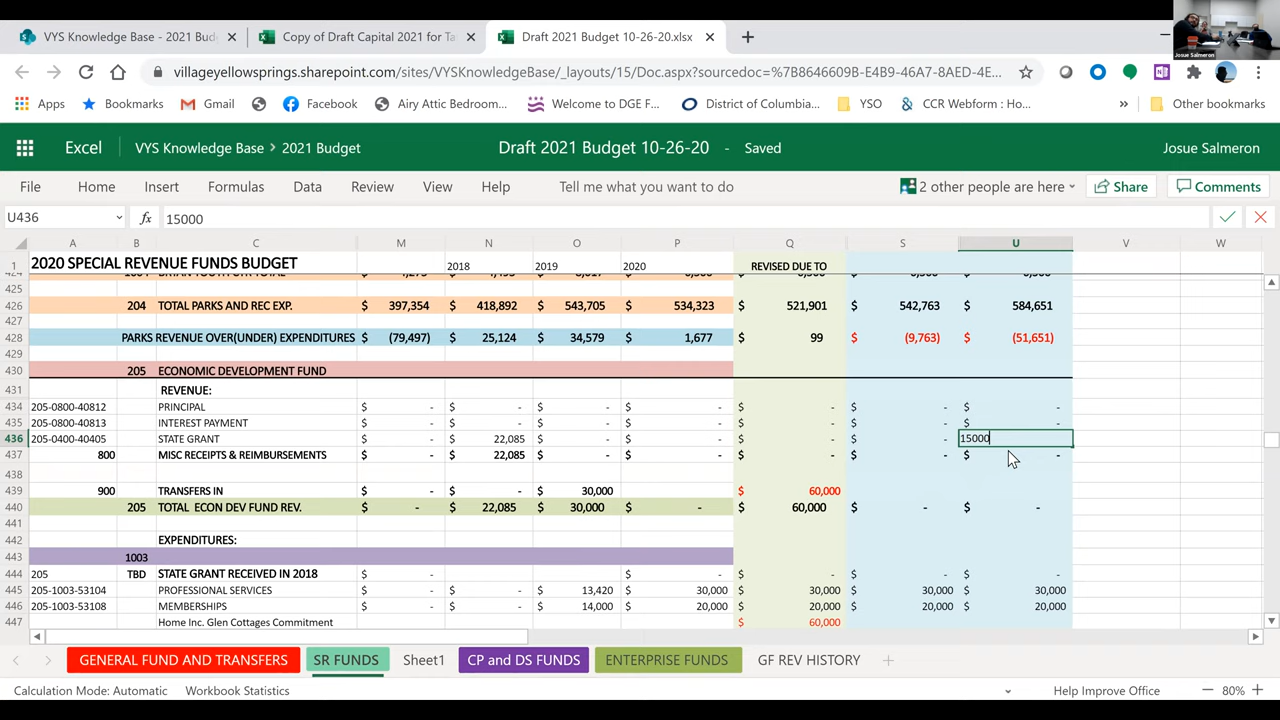 VYS Knowledge Base - 2021 Bud
Copy of Draft Capital 2021 for Ta
Draft 2021 Budget 10-26-20.xlsx
Josue Salmeron
villageyellowsprings.sharepoint.com/sites/VYSKnowledgeBase/_layouts/15/Doc.aspx?sourcedoc=%7B8646609B-E4B9-46A7-8AED-4E...
Apps Bookmarks Gmail Facebook Airy Attic Bedroom... Welcome to DGE F... District of Columbia... YSO CCR Webform : Ho... » Other bookmarks
Excel VYS Knowledge Base > 2021 Budget Draft 2021 Budget 10-26-20 - Saved Josue Salmeron
File Home Insert Formulas Data Review View Help Tell me what you want to do 2 other people are here Share Comments
U436 fx 15000
A B C M N O P Q S U V W
1 2020 SPECIAL REVENUE FUNDS BUDGET 2018 2019 2020 REVISED DUE TO
425
426 204 TOTAL PARKS AND REC EXP. $ 397,354 $ 418,892 $ 543,705 $ 534,323 $ 521,901 $ 542,763 $ 584,651
427
428 PARKS REVENUE OVER(UNDER) EXPENDITURES $ (79,497) $ 25,124 $ 34,579 $ 1,677 $ 99 $ (9,763) $ (51,651)
429
430 205 ECONOMIC DEVELOPMENT FUND
431 REVENUE:
434 205-0800-40812 PRINCIPAL $ - $ - $ - $ - $ - $ - $ -
435 205-0800-40813 INTEREST PAYMENT $ - $ - $ - $ - $ - $ - $ -
436 205-0400-40405 STATE GRANT $ - $ 22,085 $ - $ - $ - $ - 15000
437 800 MISC RECEIPTS & REIMBURSEMENTS $ - $ 22,085 $ - $ - $ - $ - $ -
438
439 900 TRANSFERS IN $ - $ - $ 30,000 $ 60,000
440 205 TOTAL ECON DEV FUND REV. $ - $ 22,085 $ 30,000 $ - $ 60,000 $ - $ -
441
442 EXPENDITURES:
443 1003
444 205 TBD STATE GRANT RECEIVED IN 2018 $ - $ - $ - $ - $ -
445 205-1003-53104 PROFESSIONAL SERVICES $ - $ - $ 13,420 $ 30,000 $ 30,000 $ 30,000 $ 30,000
446 205-1003-53108 MEMBERSHIPS $ - $ - $ 14,000 $ 20,000 $ 20,000 $ 20,000 $ 20,000
447 Home Inc. Glen Cottages Commitment $ 60,000
GENERAL FUND AND TRANSFERS SR FUNDS Sheet1 CP and DS FUNDS ENTERPRISE FUNDS GF REV HISTORY
Calculation Mode: Automatic Workbook Statistics Help Improve Office - 80% +